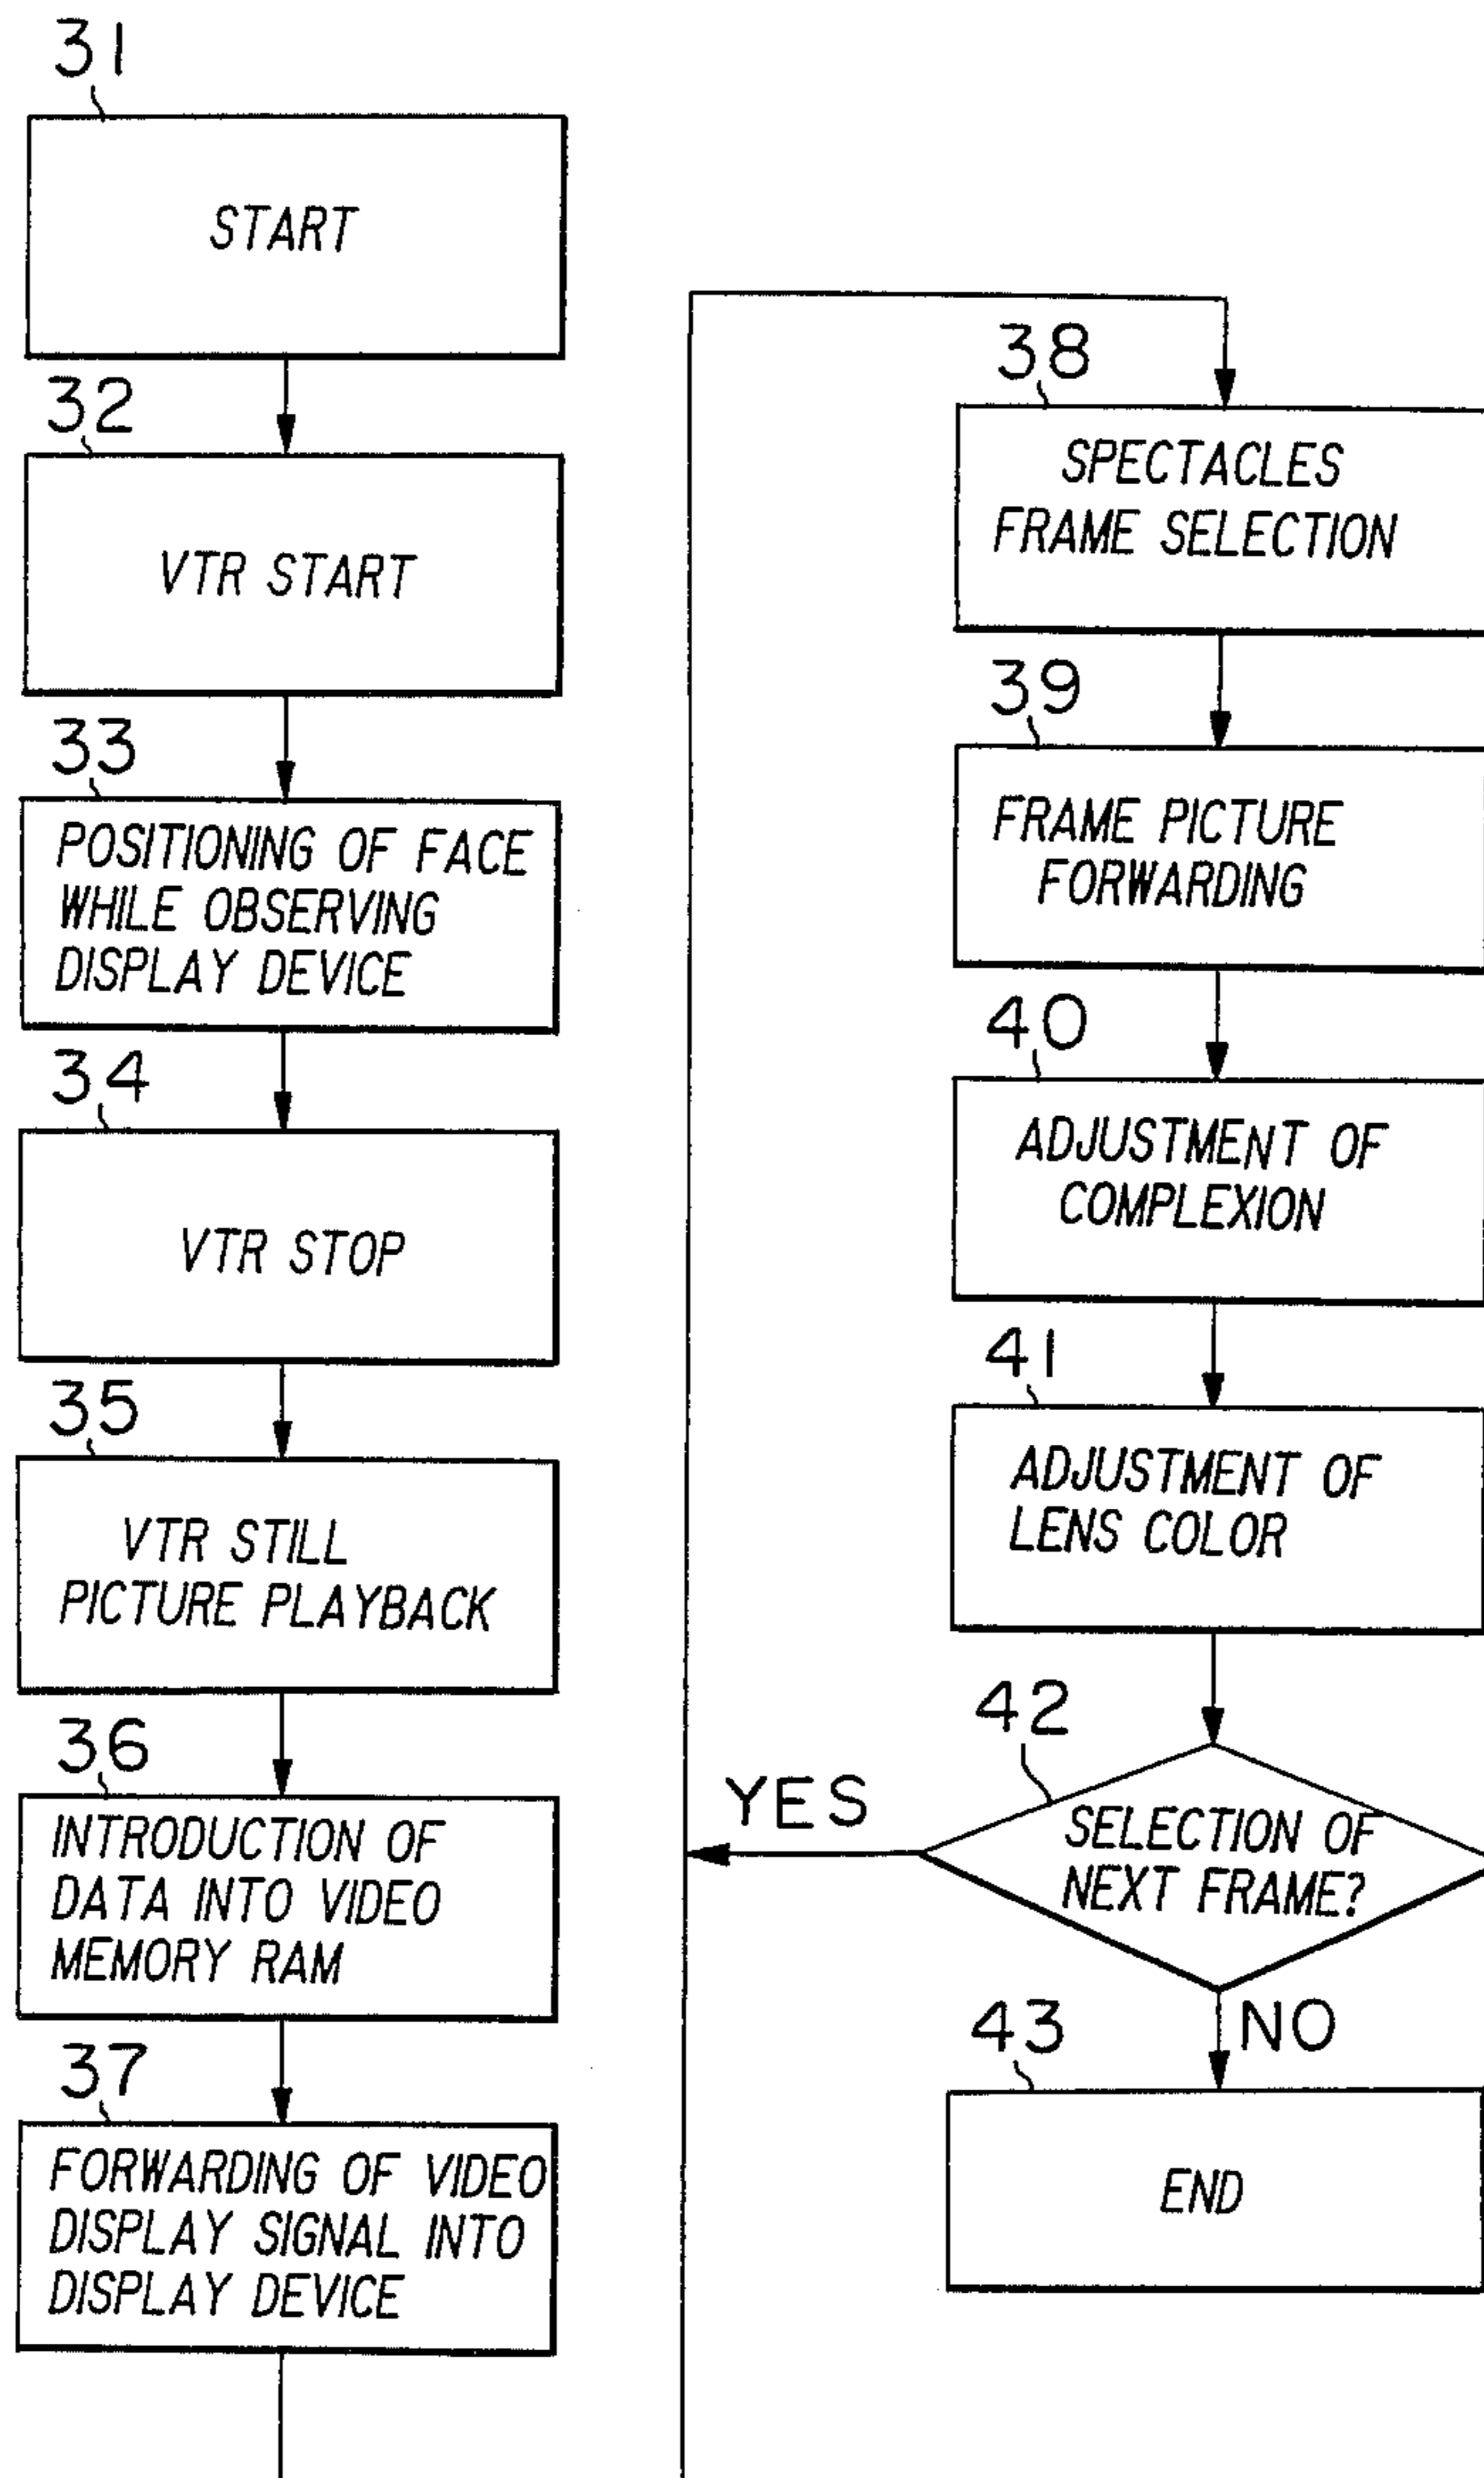 31
START
32
VTR START
33
POSITIONING OF FACE
WHILE OBSERVING
DISPLAY DEVICE
34
VTR STOP
35
VTR STILL
PICTURE PLAYBACK
36
INTRODUCTION OF
DATA INTO VIDEO
MEMORY RAM
37
FORWARDING OF VIDEO
DISPLAY SIGNAL INTO
DISPLAY DEVICE
38
SPECTACLES
FRAME SELECTION
39
FRAME PICTURE
FORWARDING
40
ADJUSTMENT OF
COMPLEXION
41
ADJUSTMENT OF
LENS COLOR
42
YES
SELECTION OF
NEXT FRAME?
NO
43
END